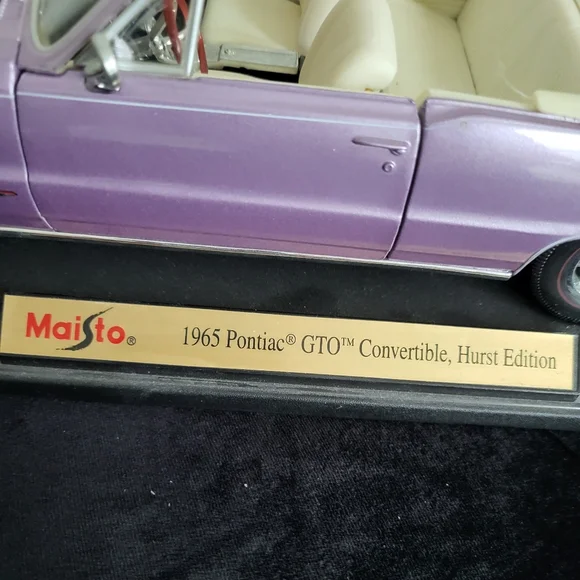 Maisto® 1965 Pontiac® GTO™ Convertible, Hurst Edition